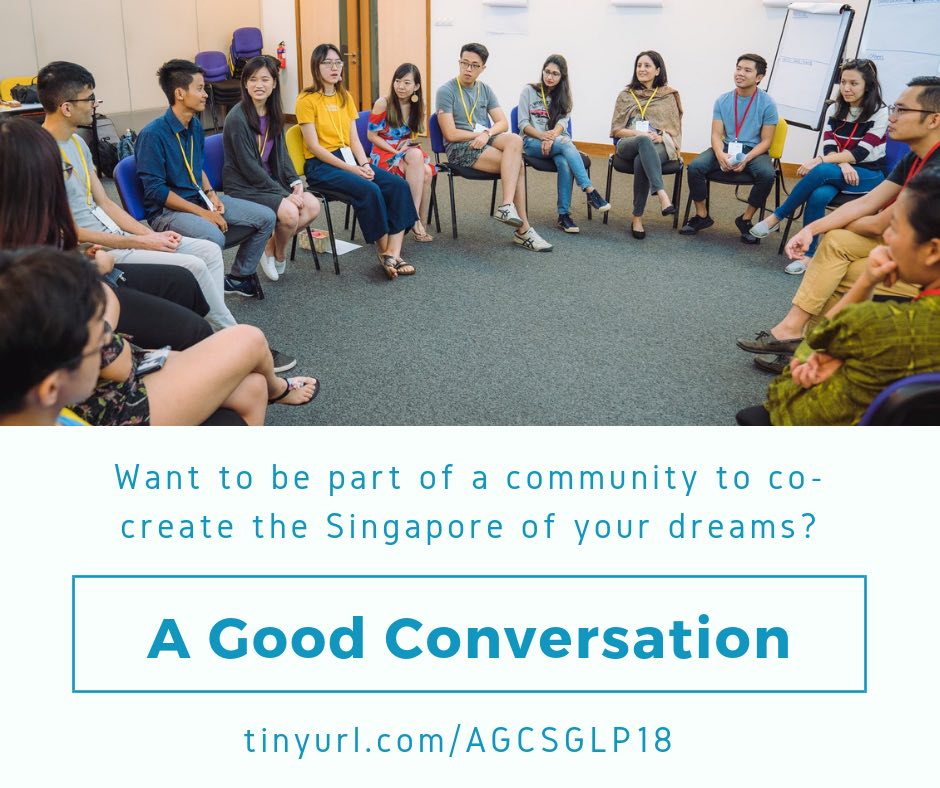 Want to be part of a community to co-
create the Singapore of your dreams?
A Good Conversation
tinyurl.com/AGCSGLP18